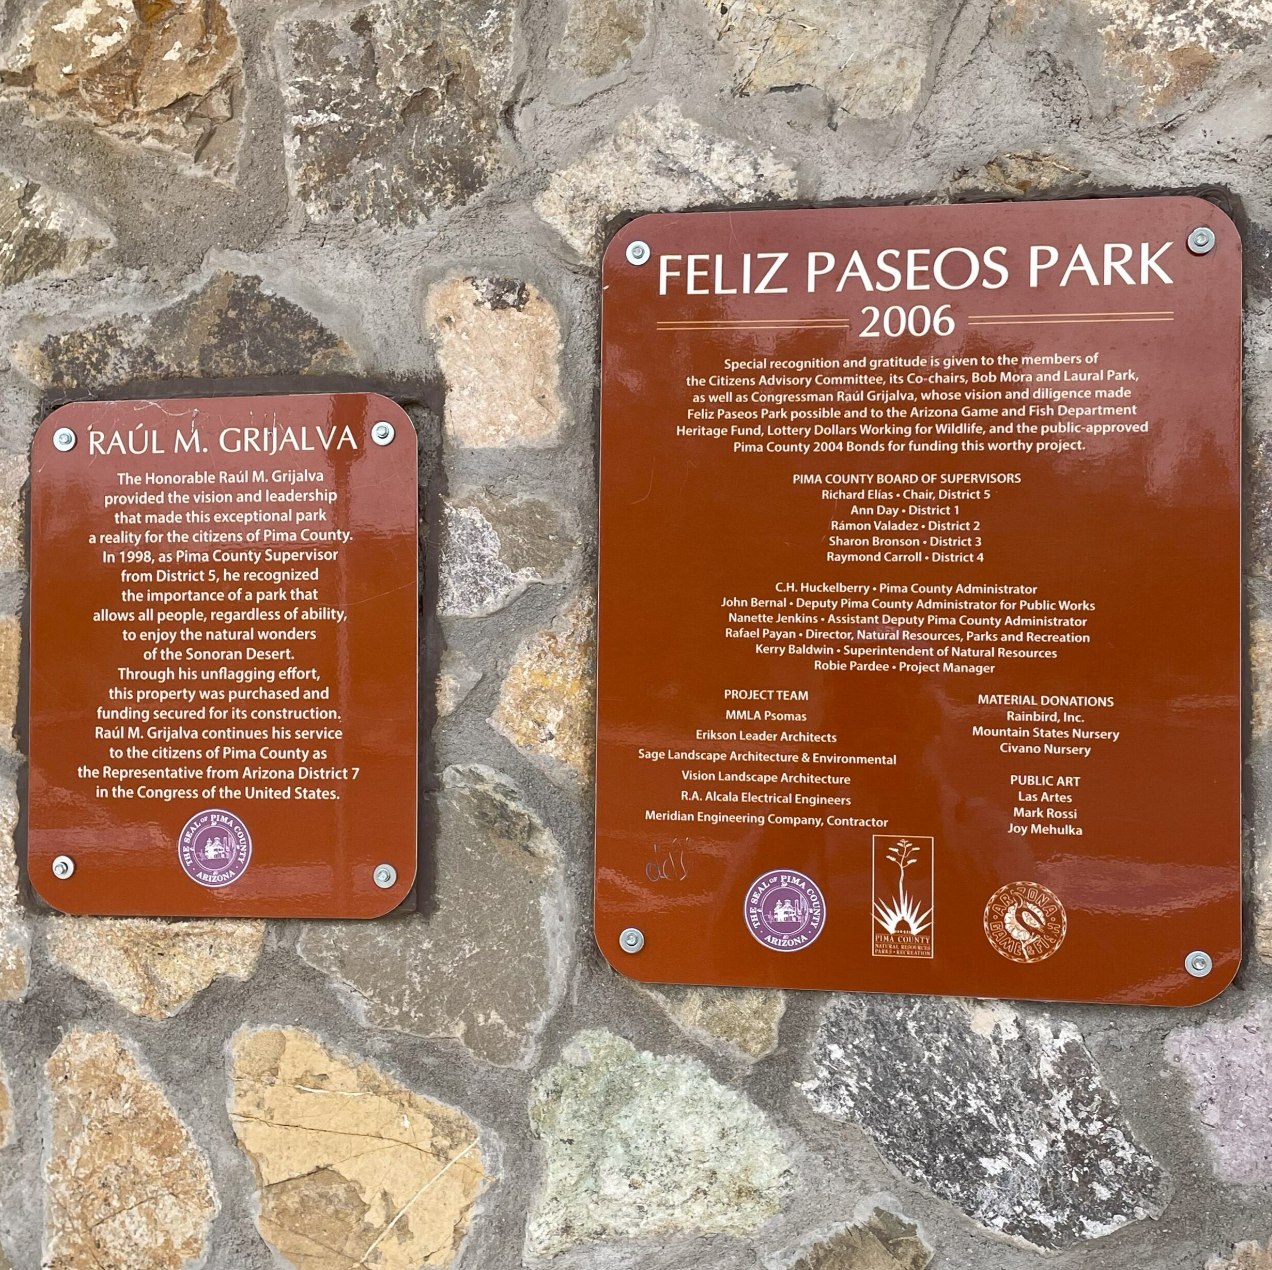 RAÚL M. GRIJALVA
The Honorable Raúl M. Grijalva
provided the vision and leadership
that made this exceptional park
a reality for the citizens of Pima County.
In 1998, as Pima County Supervisor
from District 5, he recognized
the importance of a park that
allows all people, regardless of ability,
to enjoy the natural wonders
of the Sonoran Desert.
Through his unflagging effort,
this property was purchased and
funding secured for its construction.
Raúl M. Grijalva continues his service
to the citizens of Pima County as
the Representative from Arizona District 7
in the Congress of the United States.
THE SEAL OF PIMA COUNTY
ARIZONA
FELIZ PASEOS PARK
2006
Special recognition and gratitude is given to the members of
the Citizens Advisory Committee, its Co-chairs, Bob Mora and Laural Park,
as well as Congressman Raúl Grijalva, whose vision and diligence made
Feliz Paseos Park possible and to the Arizona Game and Fish Department
Heritage Fund, Lottery Dollars Working for Wildlife, and the public-approved
Pima County 2004 Bonds for funding this worthy project.
PIMA COUNTY BOARD OF SUPERVISORS
Richard Elías • Chair, District 5
Ann Day • District 1
Rámon Valadez • District 2
Sharon Bronson • District 3
Raymond Carroll • District 4
C.H. Huckelberry • Pima County Administrator
John Bernal • Deputy Pima County Administrator for Public Works
Nanette Jenkins • Assistant Deputy Pima County Administrator
Rafael Payan • Director, Natural Resources, Parks and Recreation
Kerry Baldwin • Superintendent of Natural Resources
Robie Pardee • Project Manager
PROJECT TEAM
MMLA Psomas
Erikson Leader Architects
Sage Landscape Architecture & Environmental
Vision Landscape Architecture
R.A. Alcala Electrical Engineers
Meridian Engineering Company, Contractor
MATERIAL DONATIONS
Rainbird, Inc.
Mountain States Nursery
Civano Nursery
PUBLIC ART
Las Artes
Mark Rossi
Joy Mehulka
THE SEAL OF PIMA COUNTY
ARIZONA
PIMA COUNTY
NATURAL RESOURCES
PARKS • RECREATION
ARIZONA
GAME & FISH